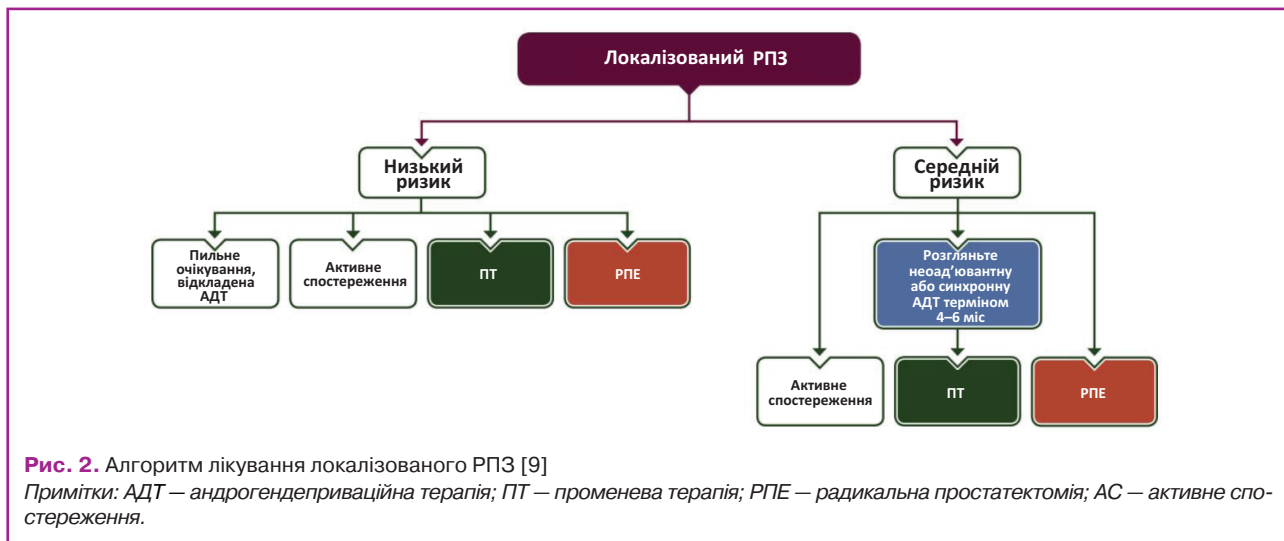 Локалізований РПЗ
Низький
ризик
Середній
ризик
Пильне
очікування,
відкладена
АДТ
Активне
спостереження
ПТ
РПЕ
Розгляньте
неоад’ювантну
або синхронну
АДТ терміном
4–6 міс
Активне
спостереження
ПТ
РПЕ
Рис. 2. Алгоритм лікування локалізованого РПЗ [9]
Примітки: АДТ — андрогендеприваційна терапія; ПТ — променева терапія; РПЕ — радикальна простатектомія; АС — активне спо-
стереження.